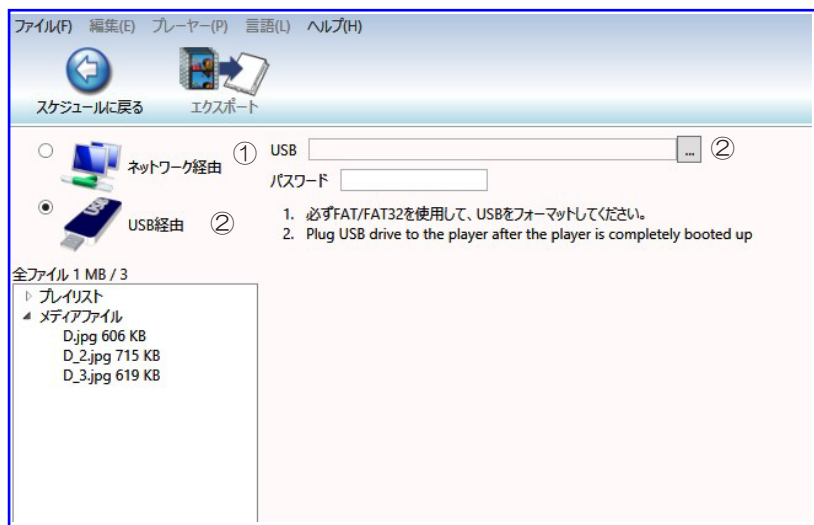 ファイル(F) 編集(E) プレーヤー(P) 言語(L) ヘルプ(H)
スケジュールに戻る エクスポート
ネットワーク経由 ①
USB ... ②
パスワード
USB経由 ②
1. 必ずFAT/FAT32を使用して、USBをフォーマットしてください。
2. Plug USB drive to the player after the player is completely booted up
全ファイル 1 MB / 3
プレイリスト
メディアファイル
D.jpg 606 KB
D_2.jpg 715 KB
D_3.jpg 619 KB